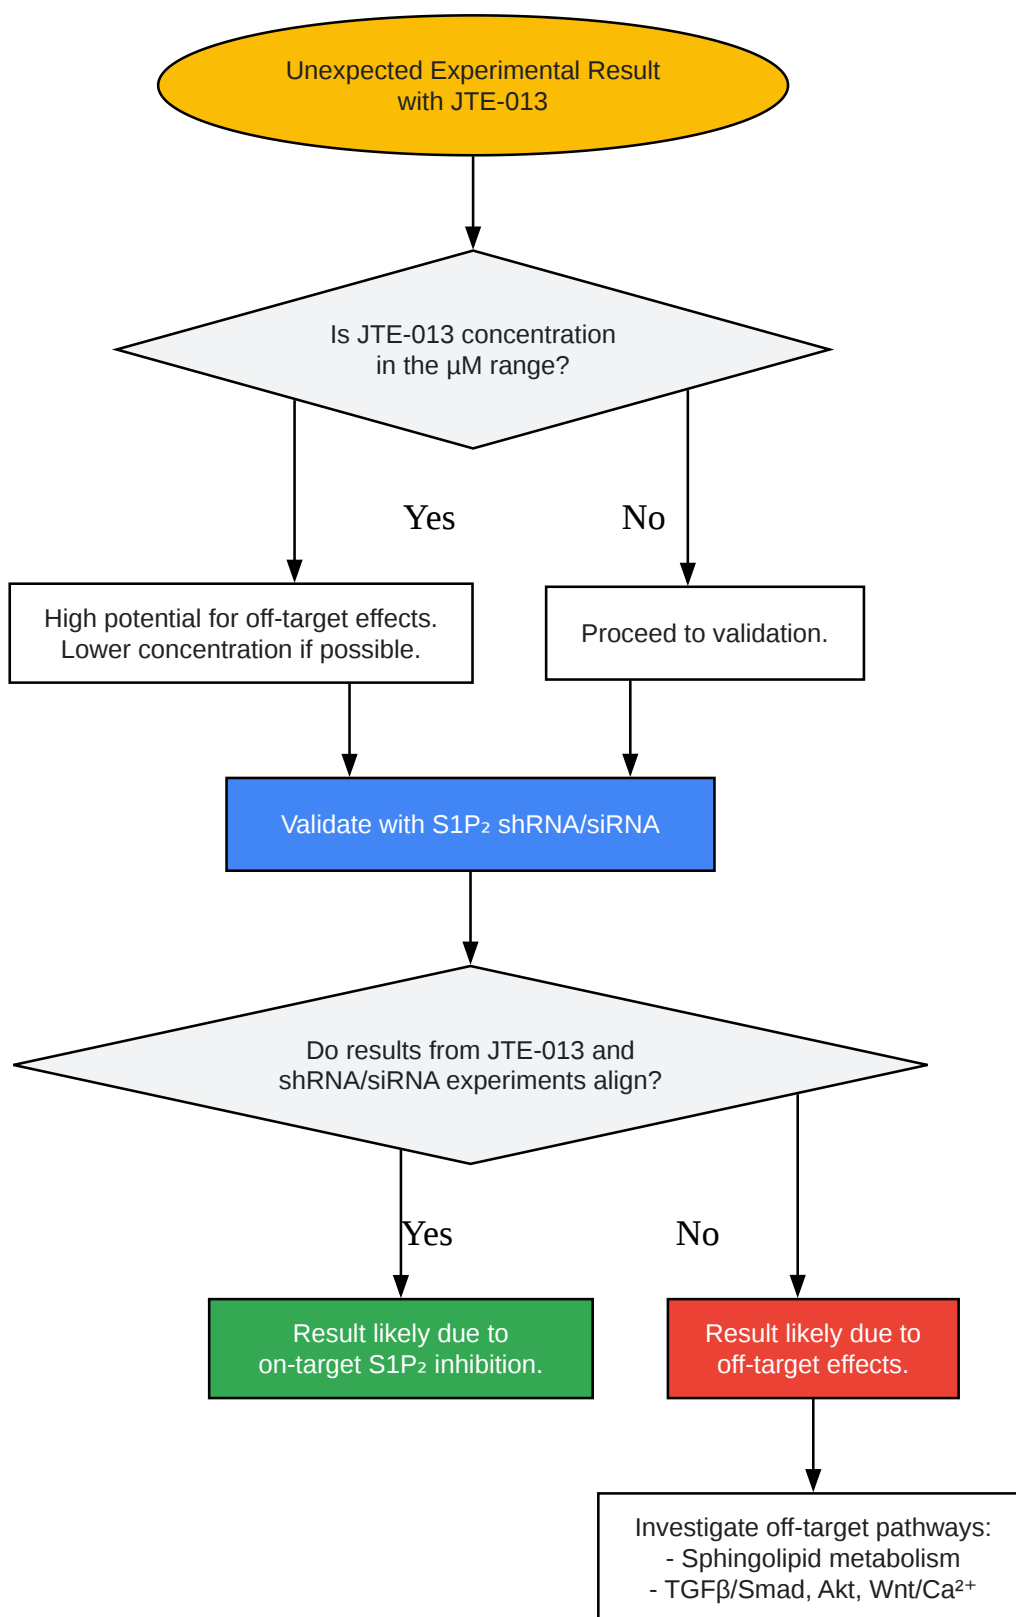 Unexpected Experimental Result
with JTE-013
Is JTE-013 concentration
in the µM range?
Yes
No
High potential for off-target effects.
Lower concentration if possible.
Proceed to validation.
Validate with S1P₂ shRNA/siRNA
Do results from JTE-013 and
shRNA/siRNA experiments align?
Yes
No
Result likely due to
on-target S1P₂ inhibition.
Result likely due to
off-target effects.
Investigate off-target pathways:
- Sphingolipid metabolism
- TGFβ/Smad, Akt, Wnt/Ca²⁺